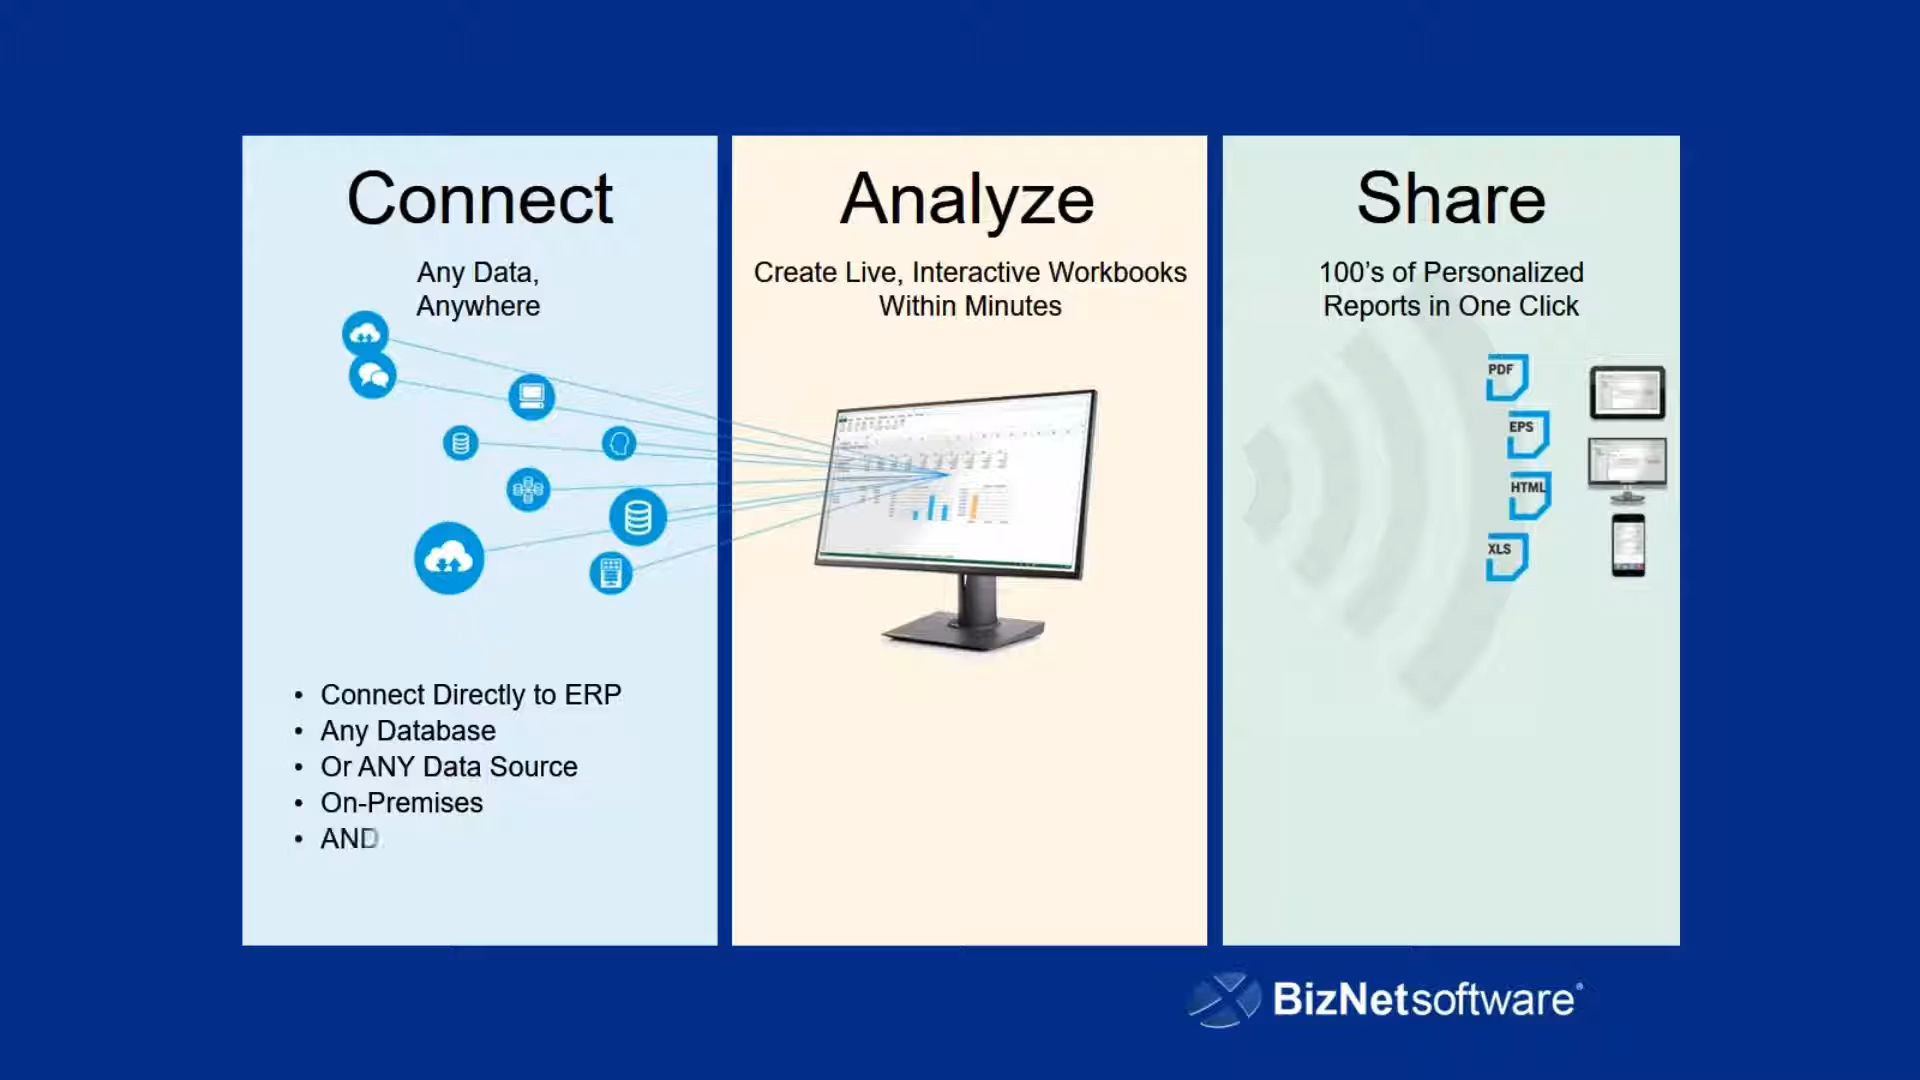 Connect
Any Data,
Anywhere
Connect Directly to ERP
Any Database
Or ANY Data Source
On-Premises
AND
Analyze
Create Live, Interactive Workbooks
Within Minutes
Share
100's of Personalized
Reports in One Click
PDF
EPS
HTML
XLS
BizNetsoftware